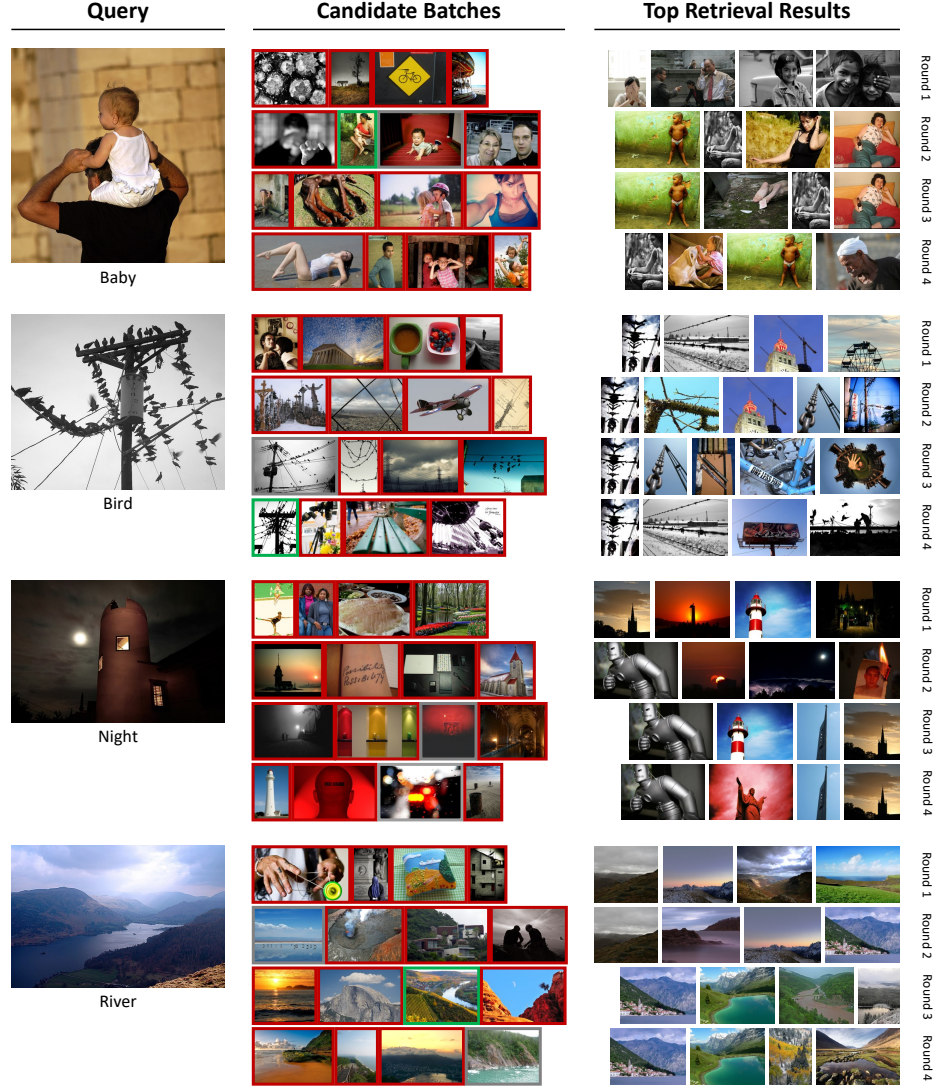 Query
Candidate Batches
Top Retrieval Results
Round 1
Round 2
Round 3
Round 4
Baby
Round 1
Round 2
Round 3
Round 4
Bird
Round 1
Round 2
Round 3
Round 4
Night
Round 1
Round 2
Round 3
Round 4
River